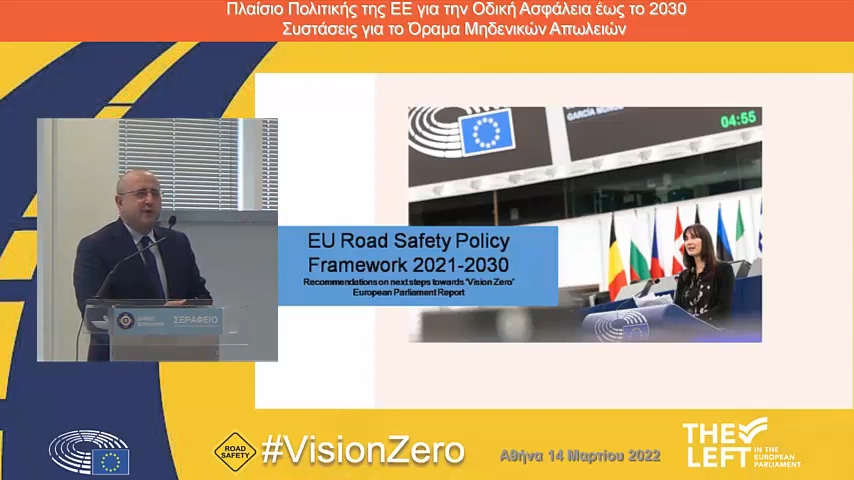 Πλαίσιο Πολιτικής της ΕΕ για την Οδική Ασφάλεια έως το 2030
Συστάσεις για το Όραμα Μηδενικών Απωλειών
04:55
EU Road Safety Policy
Framework 2021-2030
Recommendations on next steps towards 'Vision Zero'
European Parliament Report
ΣΕΡΑΦΕΙΟ
ROAD
SAFETY
#VisionZero
Αθήνα 14 Μαρτίου 2022
THE
LEFT
IN THE
EUROPEAN
PARLIAMENT